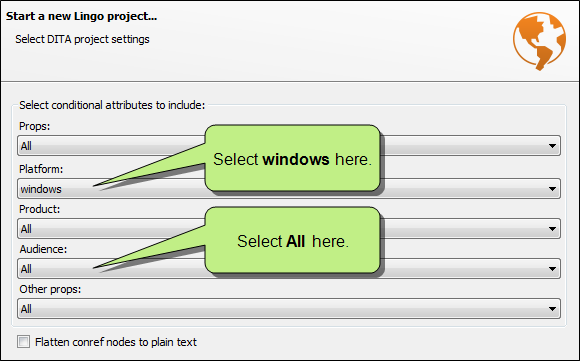 Start a new Lingo project...
Select DITA project settings
Select conditional attributes to include:
Props:
All
Select windows here.
Platform:
windows
Product:
All
Select All here.
Audience:
All
Other props:
All
Flatten conref nodes to plain text